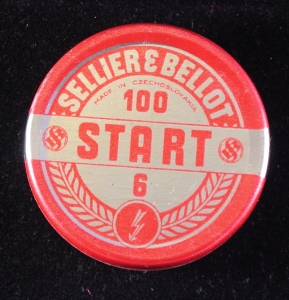 SELLIER & BELLOT
MADE IN CZECHOSLOVAKIA
100
START
6